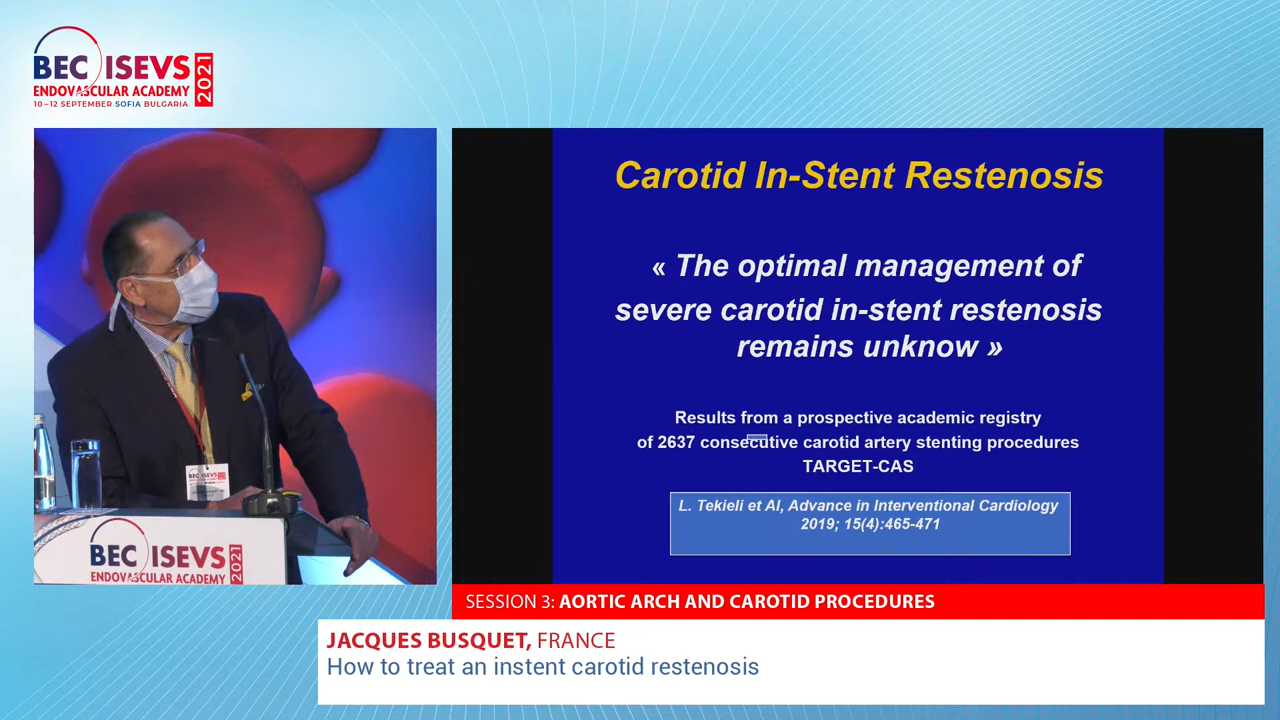 BEC ISEVS
ENDOVASCULAR ACADEMY
2021
10-12 SEPTEMBER SOFIA BULGARIA
BEC ISEVS
BEC ISEVS
ENDOVASCULAR ACADEMY
2021
Carotid In-Stent Restenosis
« The optimal management of
severe carotid in-stent restenosis
remains unknow »
Results from a prospective academic registry
of 2637 consecutive carotid artery stenting procedures
TARGET-CAS
L. Tekieli et Al, Advance in Interventional Cardiology
2019; 15(4):465-471
SESSION 3: AORTIC ARCH AND CAROTID PROCEDURES
JACQUES BUSQUET, FRANCE
How to treat an instent carotid restenosis